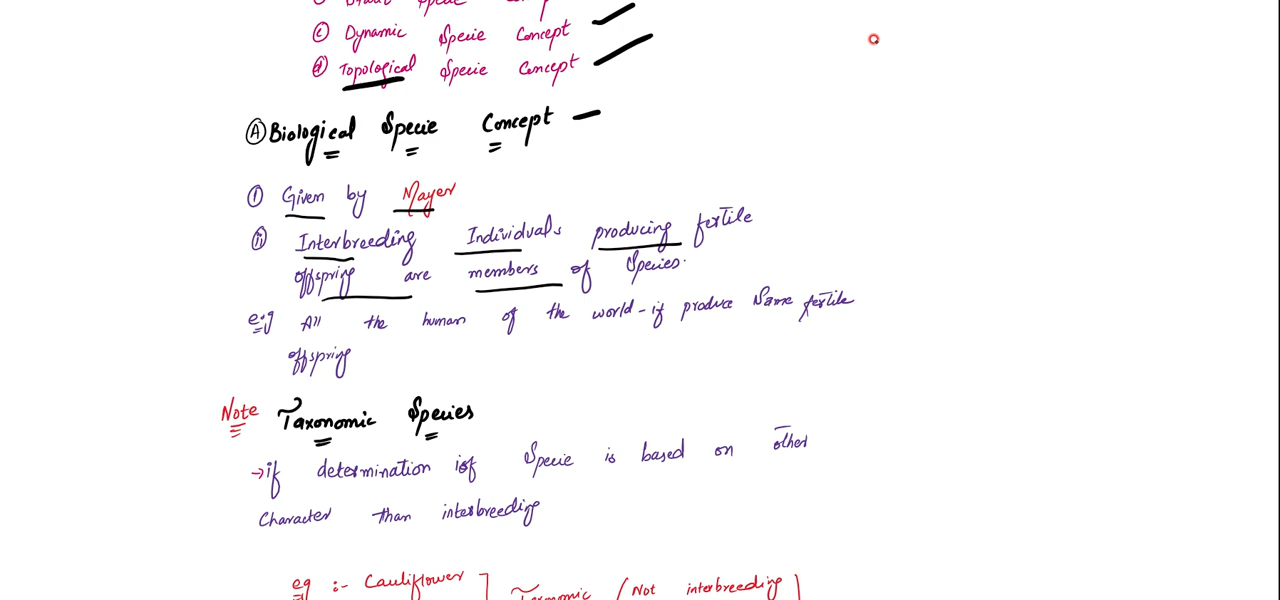 Specie
ⓒ Dynamic Specie Concept
ⓓ Topological Specie Concept
Ⓐ Biological Specie Concept -
① Given by Mayer
ⓘⓘ Interbreeding Individuals producing fertile
offspring are members of Species.
e.g All the human of the world - if produce Same fertile
offspring
Note Taxonomic Species
→ if determination of Specie is based on other
Character than interbreeding
eg :- Cauliflower ] Taxonomic (Not interbreeding)